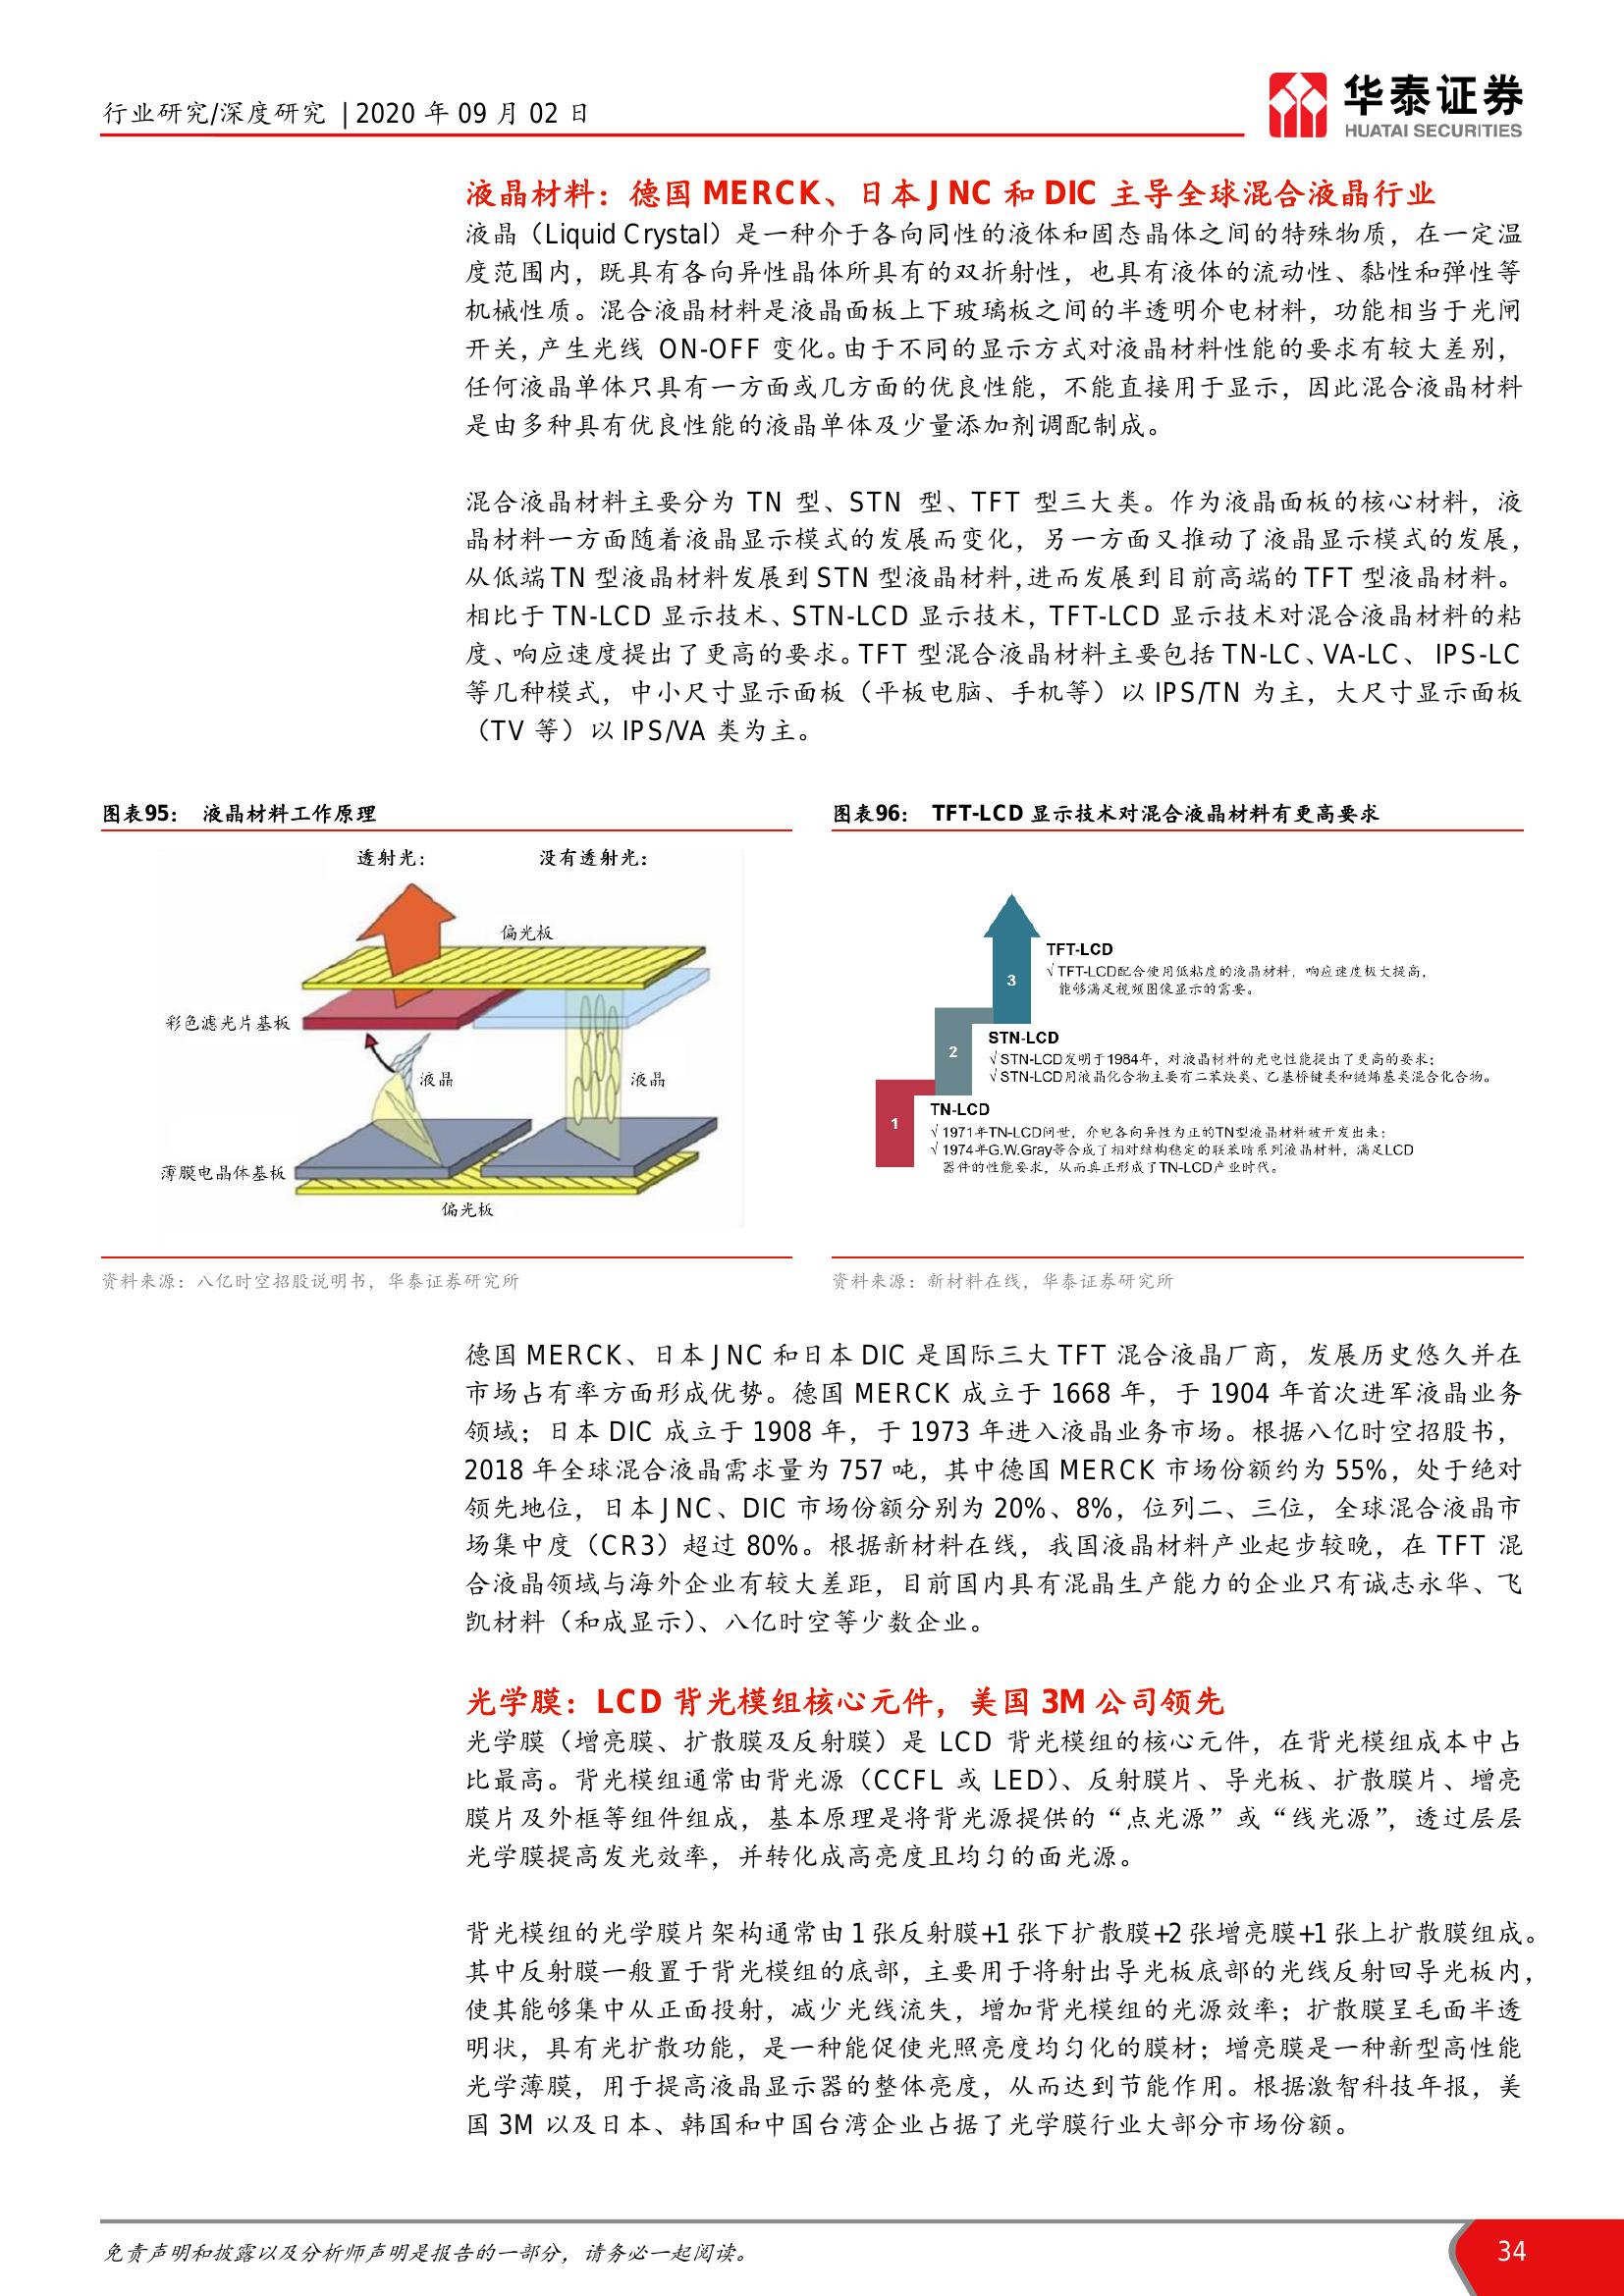 行业研究/深度研究 | 2020 年 09 月 02 日
华泰证券
HUATAI SECURITIES
液晶材料：德国 MERCK、日本 JNC 和 DIC 主导全球混合液晶行业
液晶（Liquid Crystal）是一种介于各向同性的液体和固态晶体之间的特殊物质，在一定温
度范围内，既具有各向异性晶体所具有的双折射性，也具有液体的流动性、黏性和弹性等
机械性质。混合液晶材料是液晶面板上下玻璃板之间的半透明介电材料，功能相当于光闸
开关，产生光线 ON-OFF 变化。由于不同的显示方式对液晶材料性能的要求有较大差别，
任何液晶单体只具有一方面或几方面的优良性能，不能直接用于显示，因此混合液晶材料
是由多种具有优良性能的液晶单体及少量添加剂调配制成。
混合液晶材料主要分为 TN 型、STN 型、TFT 型三大类。作为液晶面板的核心材料，液
晶材料一方面随着液晶显示模式的发展而变化，另一方面又推动了液晶显示模式的发展，
从低端 TN 型液晶材料发展到 STN 型液晶材料，进而发展到目前高端的 TFT 型液晶材料。
相比于 TN-LCD 显示技术、STN-LCD 显示技术，TFT-LCD 显示技术对混合液晶材料的粘
度、响应速度提出了更高的要求。TFT 型混合液晶材料主要包括 TN-LC、VA-LC、 IPS-LC
等几种模式，中小尺寸显示面板（平板电脑、手机等）以 IPS/TN 为主，大尺寸显示面板
（TV 等）以 IPS/VA 类为主。
图表95： 液晶材料工作原理
透射光： 没有透射光：
偏光板
彩色滤光片基板
液晶 液晶
薄膜电晶体基板
偏光板
资料来源：八亿时空招股说明书，华泰证券研究所
图表96： TFT-LCD 显示技术对混合液晶材料有更高要求
3
TFT-LCD
√TFT-LCD配合使用低粘度的液晶材料，响应速度极大提高，
能够满足视频图像显示的需要。
2
STN-LCD
√STN-LCD发明于1984年，对液晶材料的光电性能提出了更高的要求；
√STN-LCD用液晶化合物主要有二苯炔类、乙基桥键类和链烯基类混合化合物。
1
TN-LCD
√1971年TN-LCD问世，介电各向异性为正的TN型液晶材料被开发出来；
√1974年G.W.Gray等合成了相对结构稳定的联苯腈系列液晶材料，满足LCD
器件的性能要求，从而真正形成了TN-LCD产业时代。
资料来源：新材料在线，华泰证券研究所
德国 MERCK、日本 JNC 和日本 DIC 是国际三大 TFT 混合液晶厂商，发展历史悠久并在
市场占有率方面形成优势。德国 MERCK 成立于 1668 年，于 1904 年首次进军液晶业务
领域；日本 DIC 成立于 1908 年，于 1973 年进入液晶业务市场。根据八亿时空招股书，
2018 年全球混合液晶需求量为 757 吨，其中德国 MERCK 市场份额约为 55%，处于绝对
领先地位，日本 JNC、DIC 市场份额分别为 20%、8%，位列二、三位，全球混合液晶市
场集中度（CR3）超过 80%。根据新材料在线，我国液晶材料产业起步较晚，在 TFT 混
合液晶领域与海外企业有较大差距，目前国内具有混晶生产能力的企业只有诚志永华、飞
凯材料（和成显示）、八亿时空等少数企业。
光学膜：LCD 背光模组核心元件，美国 3M 公司领先
光学膜（增亮膜、扩散膜及反射膜）是 LCD 背光模组的核心元件，在背光模组成本中占
比最高。背光模组通常由背光源（CCFL 或 LED）、反射膜片、导光板、扩散膜片、增亮
膜片及外框等组件组成，基本原理是将背光源提供的“点光源”或“线光源”，透过层层
光学膜提高发光效率，并转化成高亮度且均匀的面光源。
背光模组的光学膜片架构通常由 1 张反射膜+1 张下扩散膜+2 张增亮膜+1 张上扩散膜组成。
其中反射膜一般置于背光模组的底部，主要用于将射出导光板底部的光线反射回导光板内，
使其能够集中从正面投射，减少光线流失，增加背光模组的光源效率；扩散膜呈毛面半透
明状，具有光扩散功能，是一种能促使光照亮度均匀化的膜材；增亮膜是一种新型高性能
光学薄膜，用于提高液晶显示器的整体亮度，从而达到节能作用。根据激智科技年报，美
国 3M 以及日本、韩国和中国台湾企业占据了光学膜行业大部分市场份额。
免责声明和披露以及分析师声明是报告的一部分，请务必一起阅读。
34